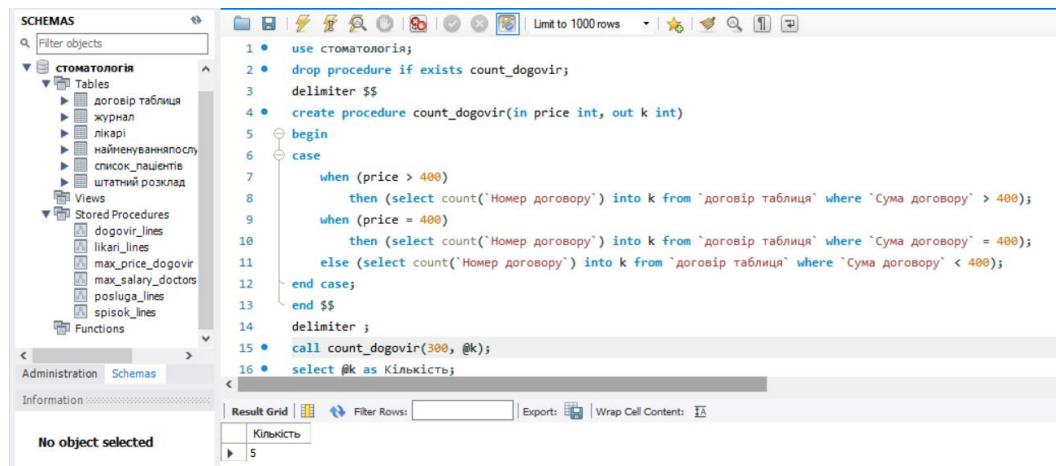 SCHEMAS
Filter objects
стоматологія
Tables
договір таблиця
журнал
лікарі
найменуванняпослу
список_пацієнтів
штатний розклад
Views
Stored Procedures
dogovir_lines
likari_lines
max_price_dogovir
max_salary_doctors
posluga_lines
spisok_lines
Functions
Administration Schemas
Information
No object selected
Limit to 1000 rows
1 use стоматологія;
2 drop procedure if exists count_dogovir;
3 delimiter $$
4 create procedure count_dogovir(in price int, out k int)
5 begin
6 case
7 when (price > 400)
8 then (select count(`Номер договору`) into k from `договір таблиця` where `Сума договору` > 400);
9 when (price = 400)
10 then (select count(`Номер договору`) into k from `договір таблиця` where `Сума договору` = 400);
11 else (select count(`Номер договору`) into k from `договір таблиця` where `Сума договору` < 400);
12 end case;
13 end $$
14 delimiter ;
15 call count_dogovir(300, @k);
16 select @k as Кількість;
Result Grid Filter Rows: Export: Wrap Cell Content:
Кількість
5